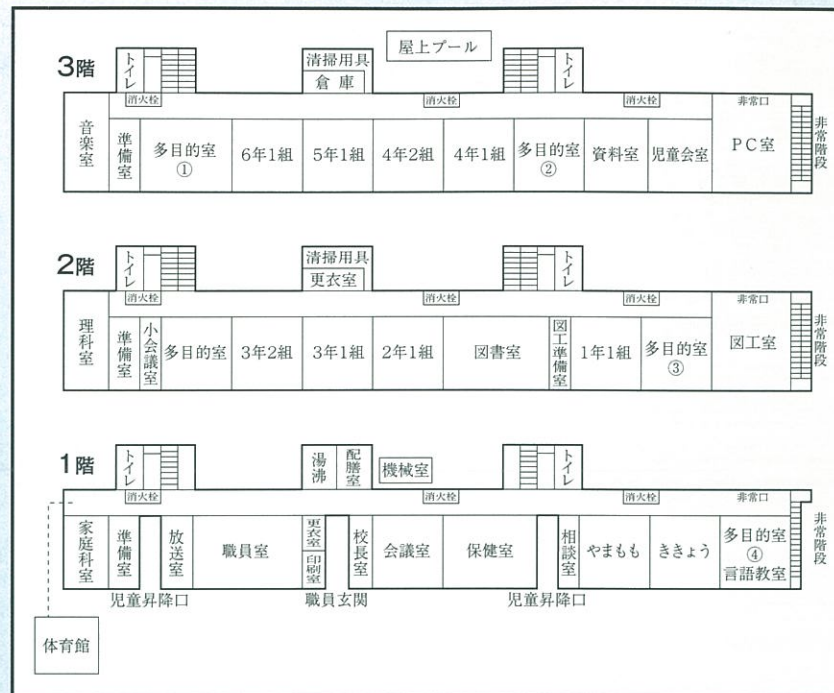 屋上プール
3階
トイレ
清掃用具
倉庫
トイレ
消火栓
消火栓
消火栓
非常口
音楽室
準備室
多目的室
①
6年1組
5年1組
4年2組
4年1組
多目的室
②
資料室
児童会室
PC室
非常階段
2階
トイレ
清掃用具
更衣室
トイレ
消火栓
消火栓
消火栓
非常口
理科室
準備室
小会議室
多目的室
3年2組
3年1組
2年1組
図書室
図工準備室
1年1組
多目的室
③
図工室
非常階段
1階
トイレ
湯沸
配膳室
機械室
トイレ
消火栓
消火栓
消火栓
非常口
家庭科室
準備室
放送室
職員室
更衣室
印刷室
校長室
会議室
保健室
相談室
やまもも
ききょう
多目的室
④
言語教室
非常階段
児童昇降口
職員玄関
児童昇降口
体育館